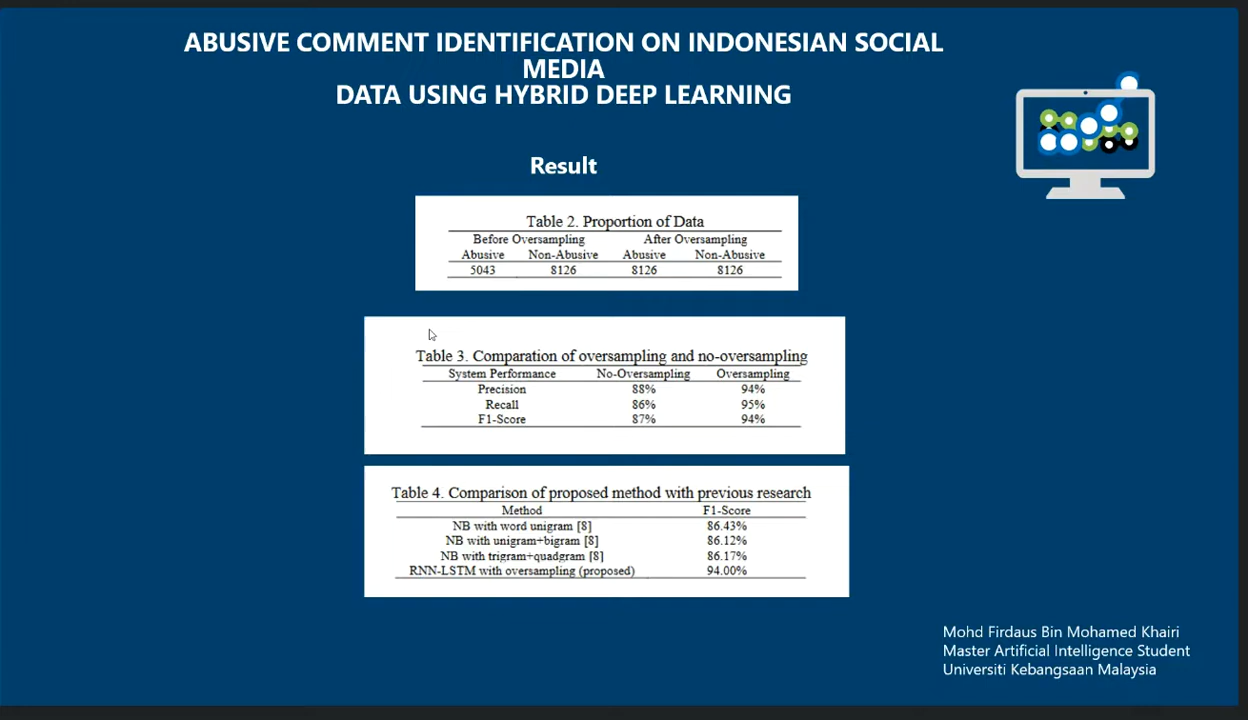 ABUSIVE COMMENT IDENTIFICATION ON INDONESIAN SOCIAL
MEDIA
DATA USING HYBRID DEEP LEARNING
Result
Table 2. Proportion of Data
Before Oversampling After Oversampling
Abusive Non-Abusive Abusive Non-Abusive
5043 8126 8126 8126
Table 3. Comparation of oversampling and no-oversampling
System Performance No-Oversampling Oversampling
Precision 88% 94%
Recall 86% 95%
F1-Score 87% 94%
Table 4. Comparison of proposed method with previous research
Method F1-Score
NB with word unigram [8] 86.43%
NB with unigram+bigram [8] 86.12%
NB with trigram+quadgram [8] 86.17%
RNN-LSTM with oversampling (proposed) 94.00%
Mohd Firdaus Bin Mohamed Khairi
Master Artificial Intelligence Student
Universiti Kebangsaan Malaysia